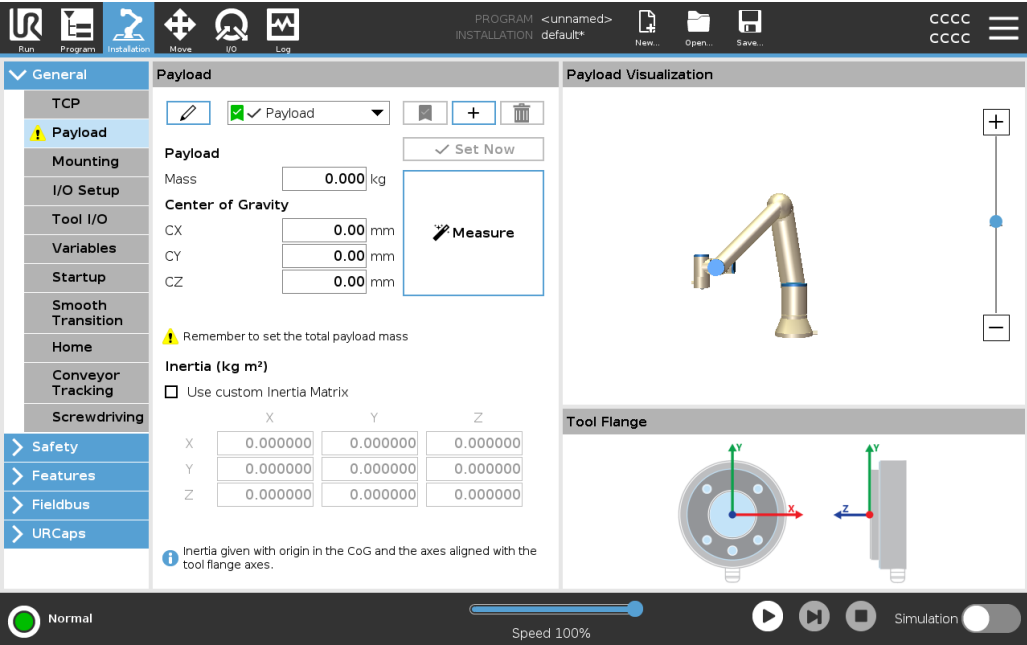 UR
PROGRAM <unnamed>
INSTALLATION default*
CCCC
CCCC
Run Program Installation Move I/O Log New... Open... Save...
General
TCP
Payload
Mounting
I/O Setup
Tool I/O
Variables
Startup
Smooth
Transition
Home
Conveyor
Tracking
Screwdriving
Safety
Features
Fieldbus
URCaps
Payload
Payload
Set Now
Payload
Mass 0.000 kg
Center of Gravity
CX 0.00 mm
CY 0.00 mm
CZ 0.00 mm
Measure
Remember to set the total payload mass
Inertia (kg m²)
Use custom Inertia Matrix
X Y Z
X 0.000000 0.000000 0.000000
Y 0.000000 0.000000 0.000000
Z 0.000000 0.000000 0.000000
Inertia given with origin in the CoG and the axes aligned with the
tool flange axes.
Payload Visualization
Tool Flange
Y Y
X Z
Normal
Speed 100%
Simulation